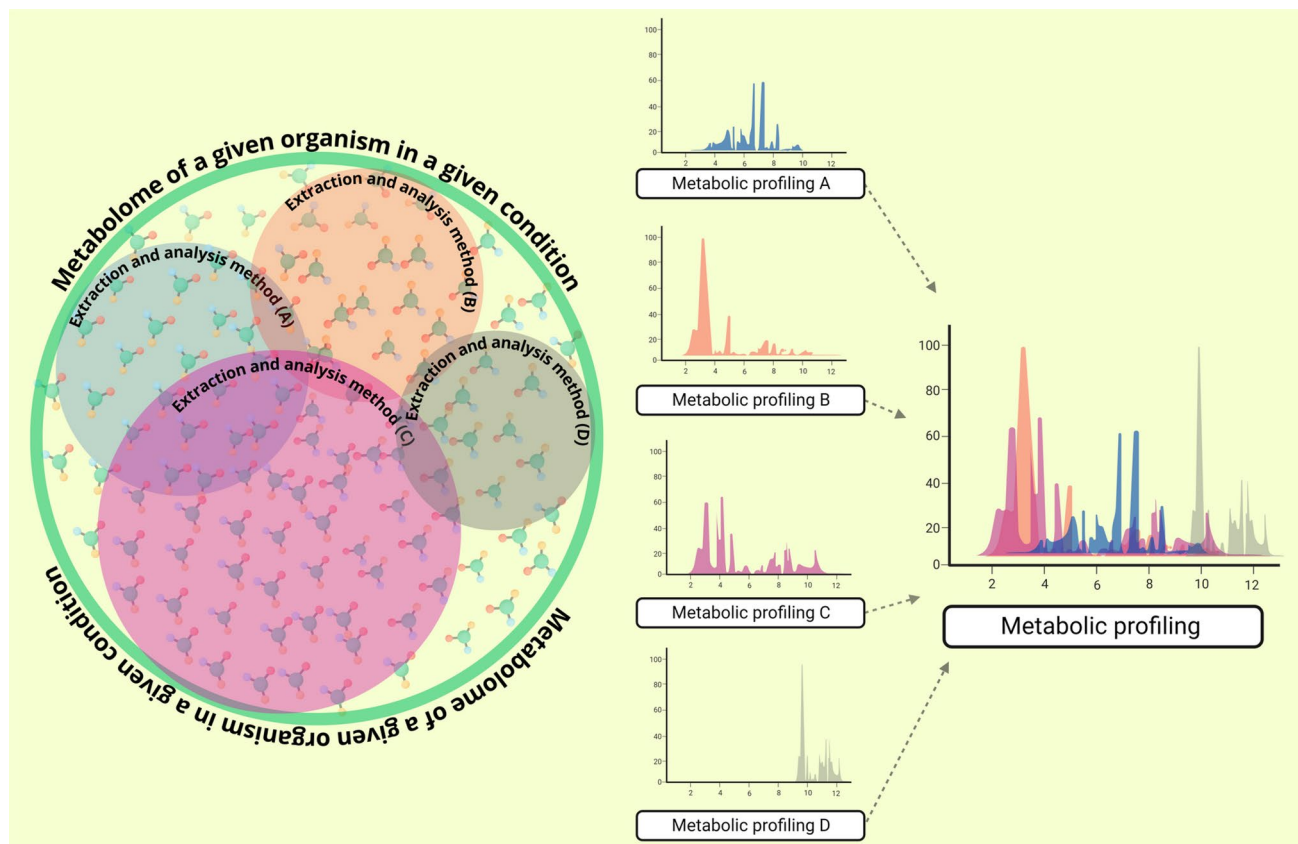 Metabolome of a given organism in a given condition
Extraction and analysis method (A)
Extraction and analysis method (B)
Extraction and analysis method (C)
Extraction and analysis method (D)
Metabolome of a given organism in a given condition
100
80
60
40
20
0
2 4 6 8 10 12
Metabolic profiling A
100
80
60
40
20
0
2 4 6 8 10 12
Metabolic profiling B
100
80
60
40
20
0
2 4 6 8 10 12
Metabolic profiling C
100
80
60
40
20
0
2 4 6 8 10 12
Metabolic profiling D
100
80
60
40
20
0
2 4 6 8 10 12
Metabolic profiling